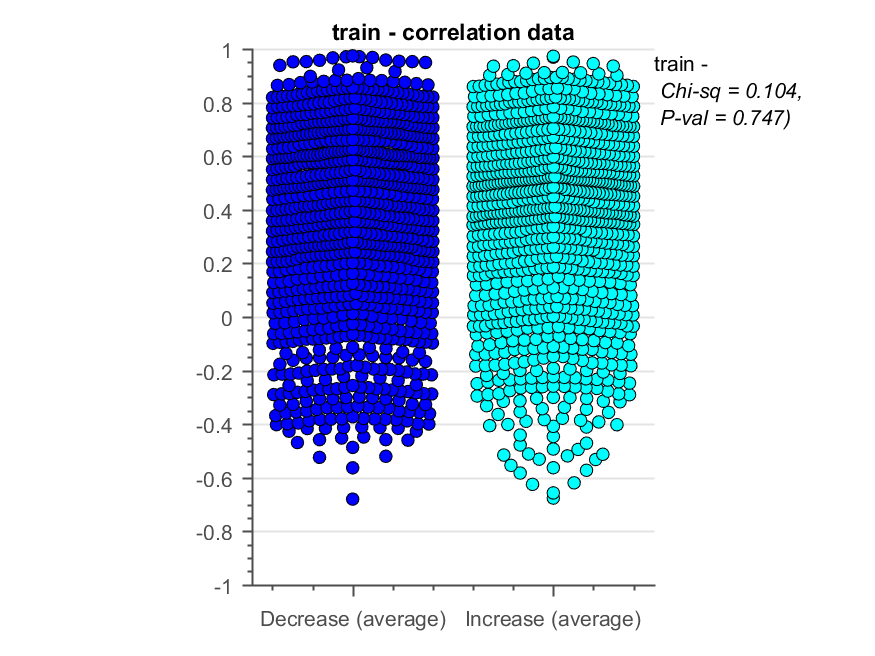 train - correlation data
1
0.8
0.6
0.4
0.2
0
-0.2
-0.4
-0.6
-0.8
-1
Decrease (average)
Increase (average)
train -
Chi-sq = 0.104,
P-val = 0.747)